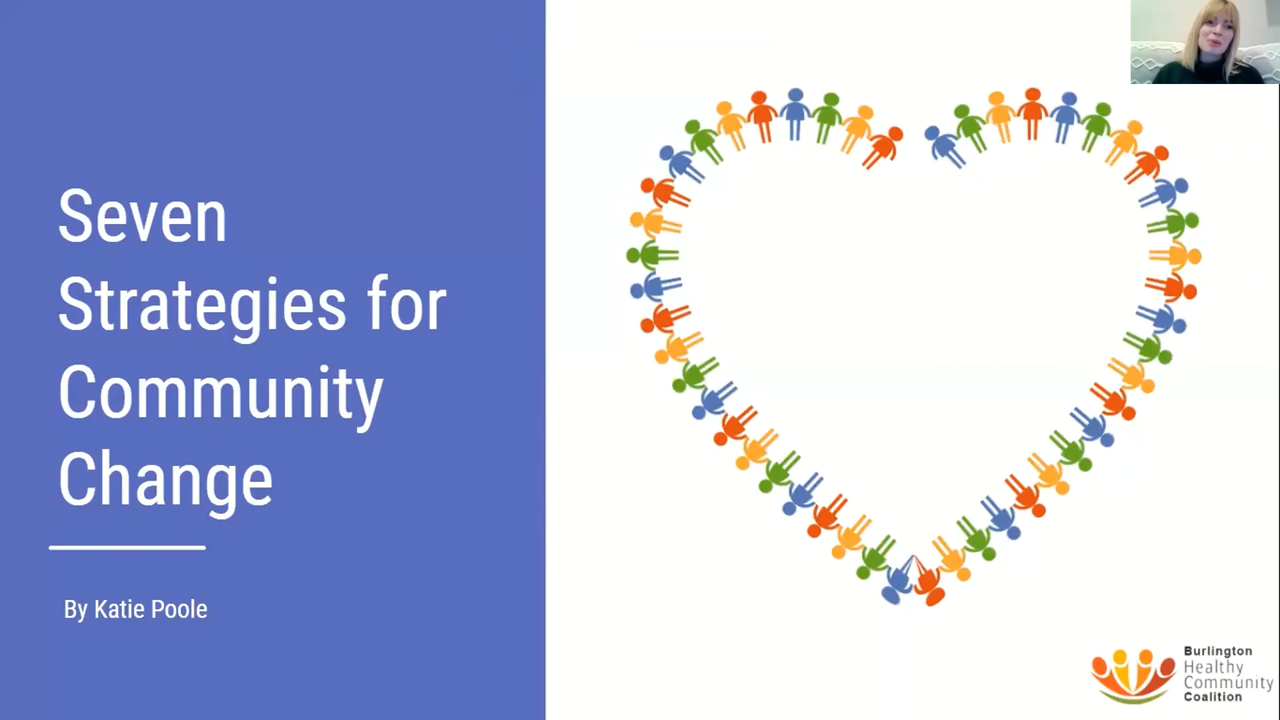 Seven
Strategies for
Community
Change
By Katie Poole
Burlington
Healthy
Community
Coalition